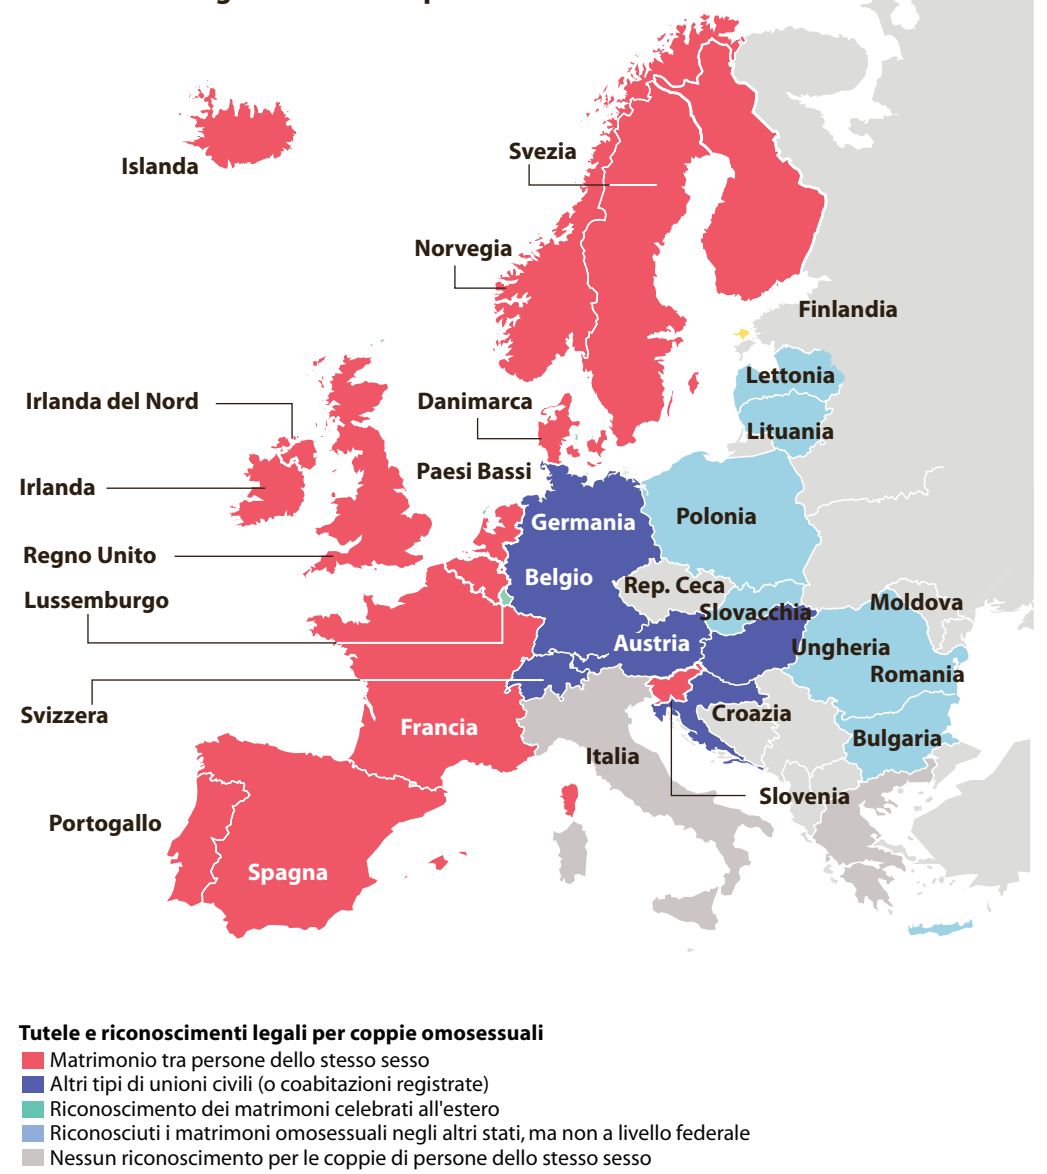 Islanda
Svezia
Norvegia
Finlandia
Lettonia
Irlanda del Nord
Danimarca
Lituania
Paesi Bassi
Irlanda
Germania
Polonia
Regno Unito
Belgio
Rep. Ceca
Lussemburgo
Slovacchia
Moldova
Austria
Ungheria
Romania
Svizzera
Croazia
Francia
Bulgaria
Italia
Slovenia
Portogallo
Spagna
Tutele e riconoscimenti legali per coppie omosessuali
Matrimonio tra persone dello stesso sesso
Altri tipi di unioni civili (o coabitazioni registrate)
Riconoscimento dei matrimoni celebrati all'estero
Riconosciuti i matrimoni omosessuali negli altri stati, ma non a livello federale
Nessun riconoscimento per le coppie di persone dello stesso sesso